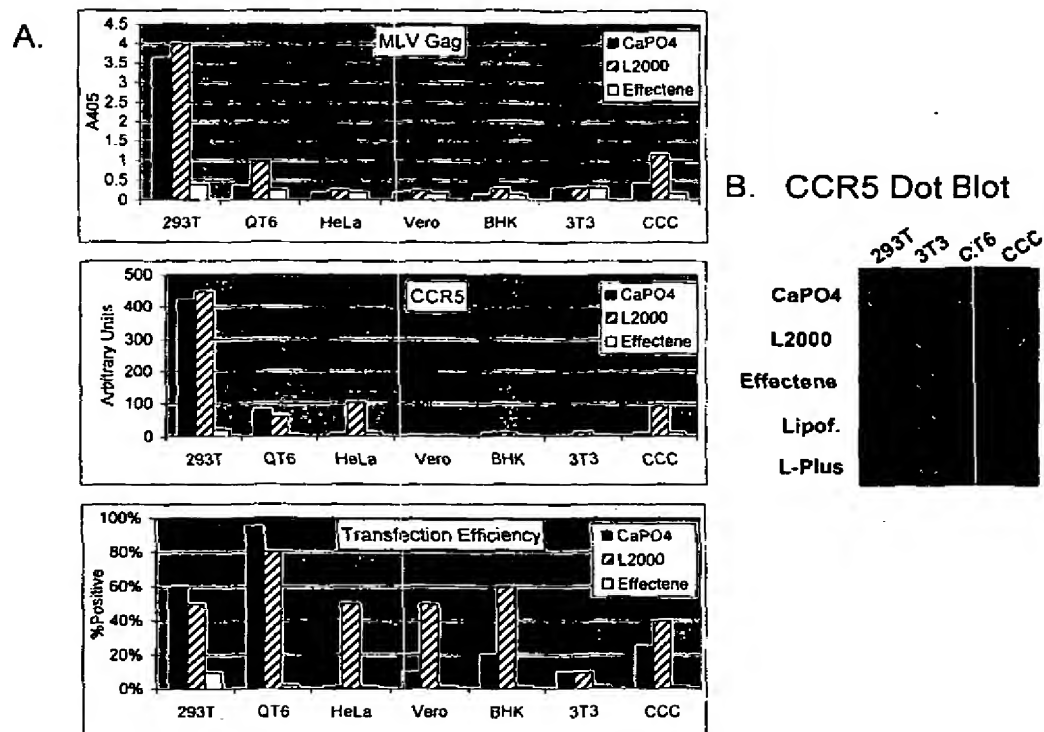 A.
MLV Gag
CaPO4
L2000
Effectene
A405
4.5
4
3.5
3
2.5
2
1.5
1
0.5
0
293T QT6 HeLa Vero BHK 3T3 CCC
CCR5
CaPO4
L2000
Effectene
Arbitrary Units
500
400
300
200
100
0
293T QT6 HeLa Vero BHK 3T3 CCC
Transfection Efficiency
CaPO4
L2000
Effectene
%Positive
100%
80%
60%
40%
20%
0%
293T QT6 HeLa Vero BHK 3T3 CCC
B. CCR5 Dot Blot
293T 3T3 CCC
CaPO4
L2000
Effectene
Lipof.
L-Plus